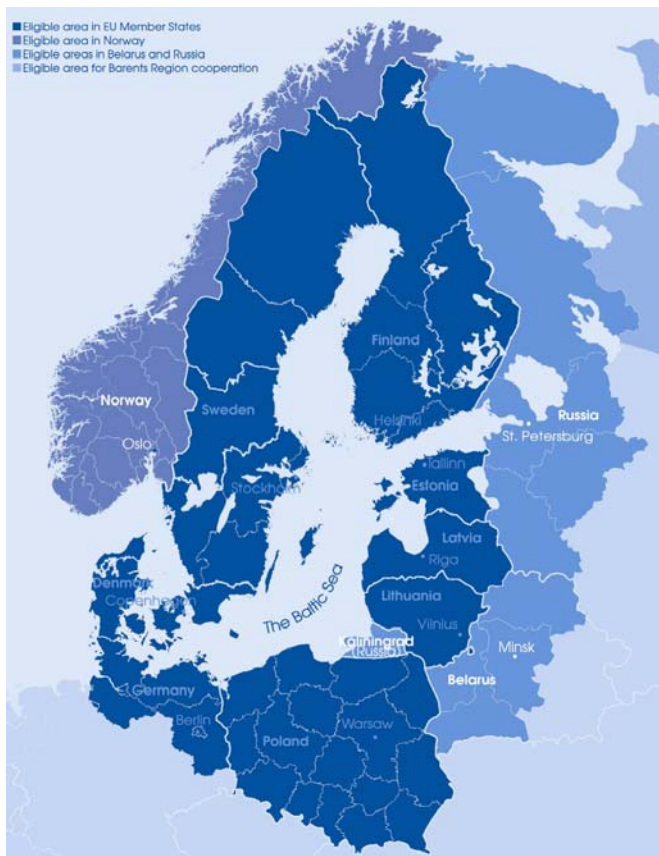 Eligible area in EU Member States
Eligible area in Norway
Eligible areas in Belarus and Russia
Eligible area for Barents Region cooperation
Finland
Norway
Sweden
Helsinki
Russia
Oslo
St. Petersburg
Tallinn
Stockholm
Estonia
Latvia
Riga
Denmark
Copenhagen
The Baltic Sea
Lithuania
Vilnius
Kaliningrad
(Russia)
Minsk
Belarus
Germany
Berlin
Warsaw
Poland